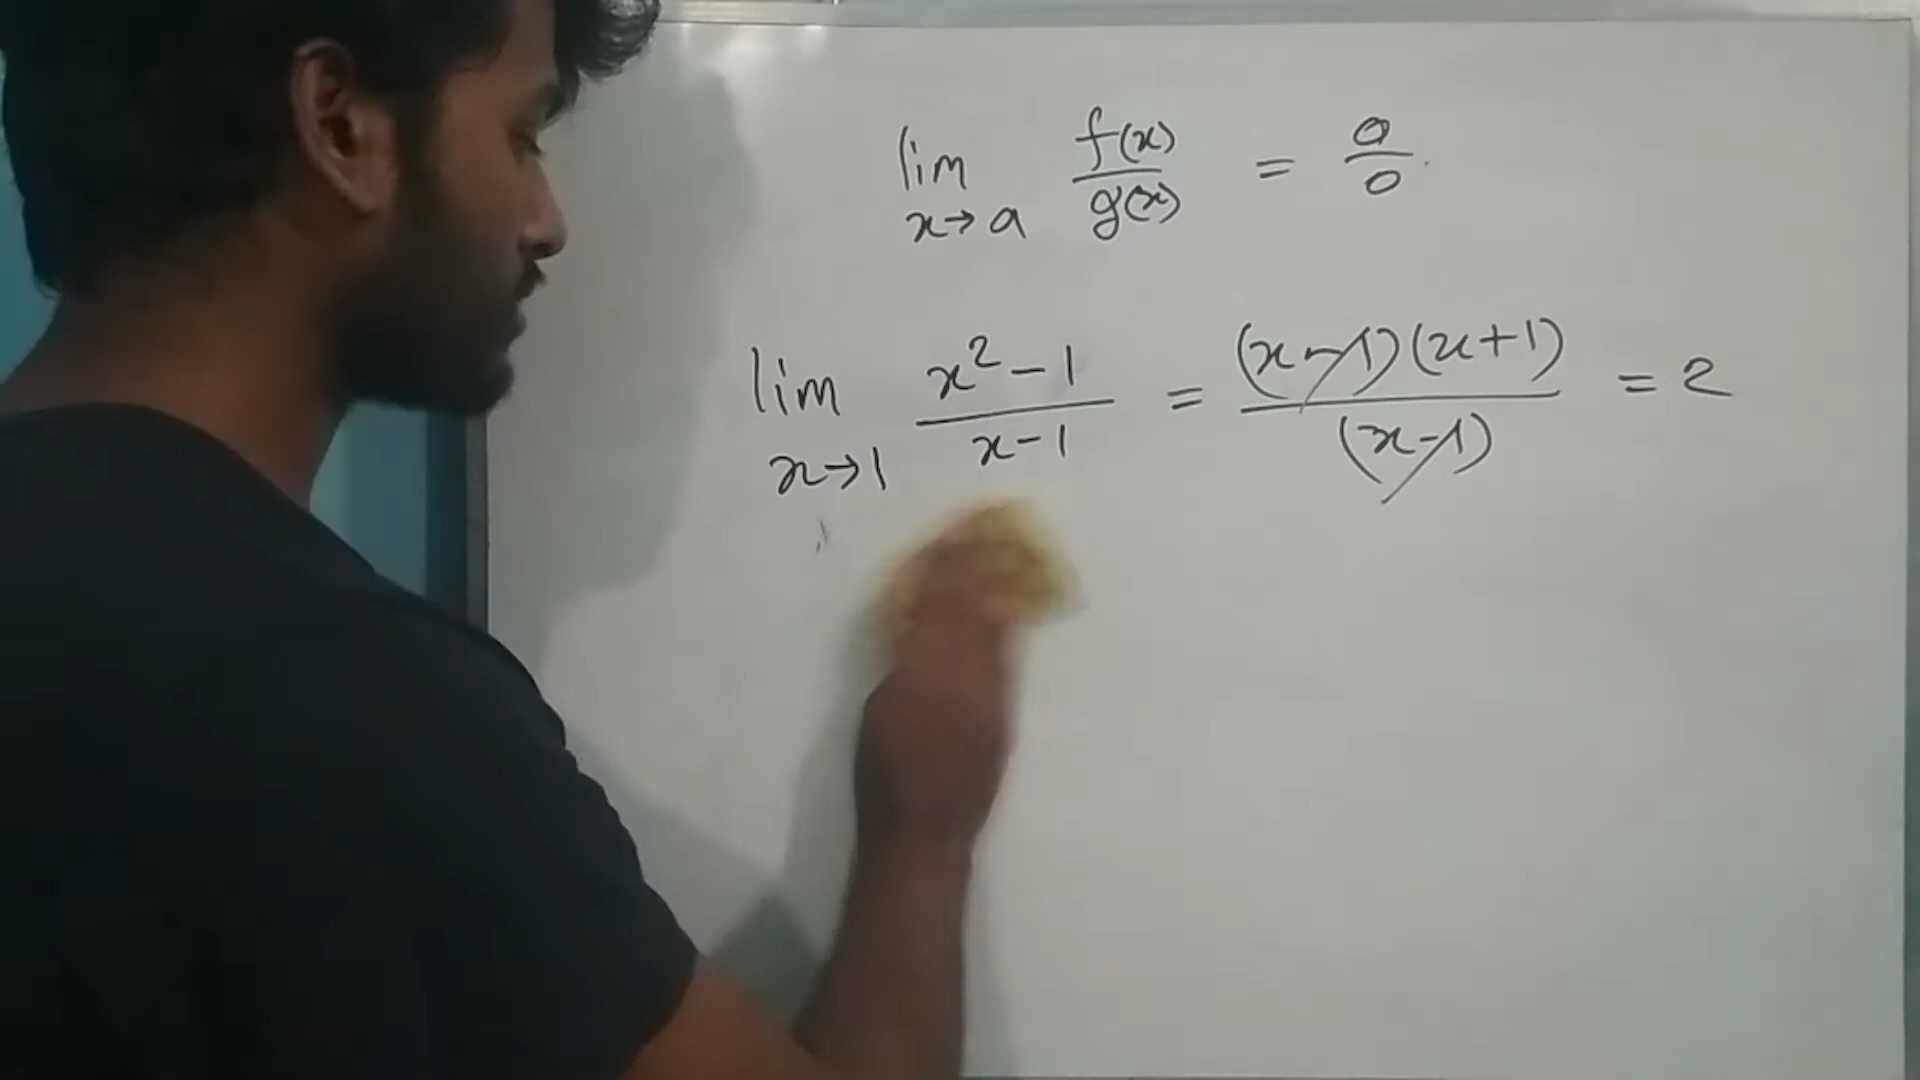 lim x→a f(x)/g(x) = 0/0
lim x→1 x²-1/x-1 = (x-1)(x+1)/(x-1) = 2